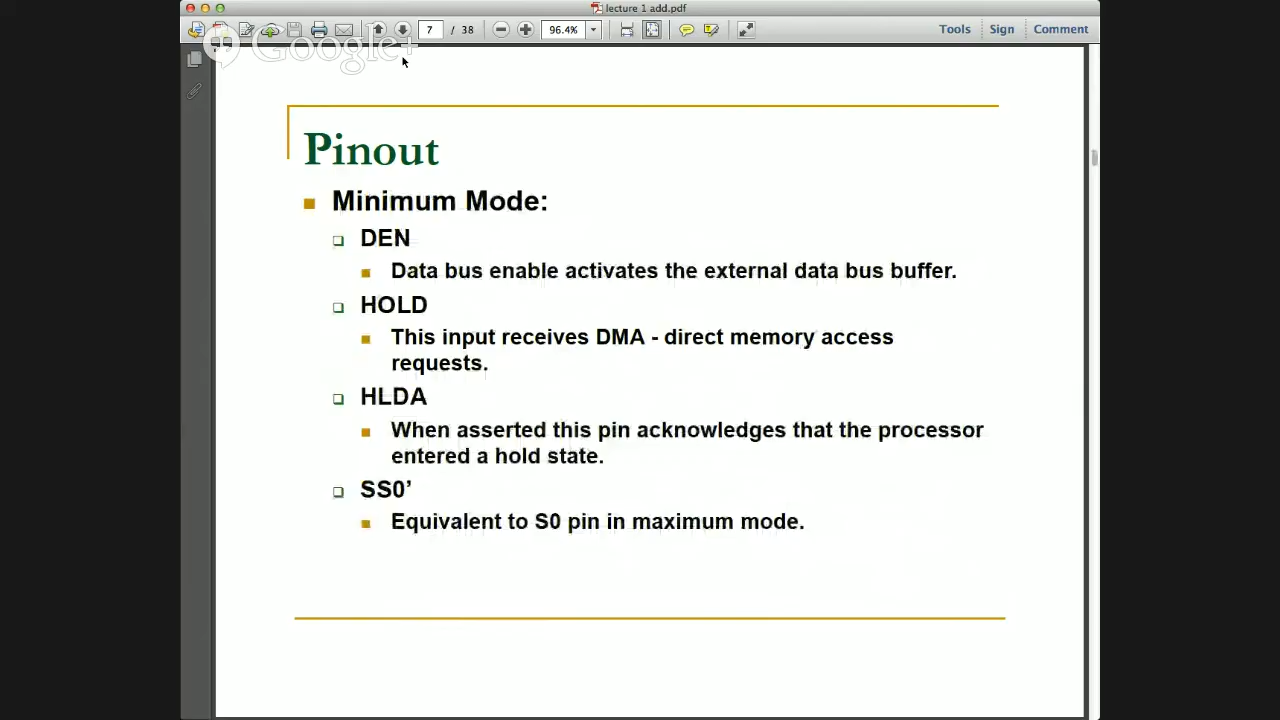 lecture 1 add.pdf
7 / 38
96.4%
Tools
Sign
Comment
Google+
Pinout
Minimum Mode:
DEN
Data bus enable activates the external data bus buffer.
HOLD
This input receives DMA - direct memory access
requests.
HLDA
When asserted this pin acknowledges that the processor
entered a hold state.
SS0’
Equivalent to S0 pin in maximum mode.